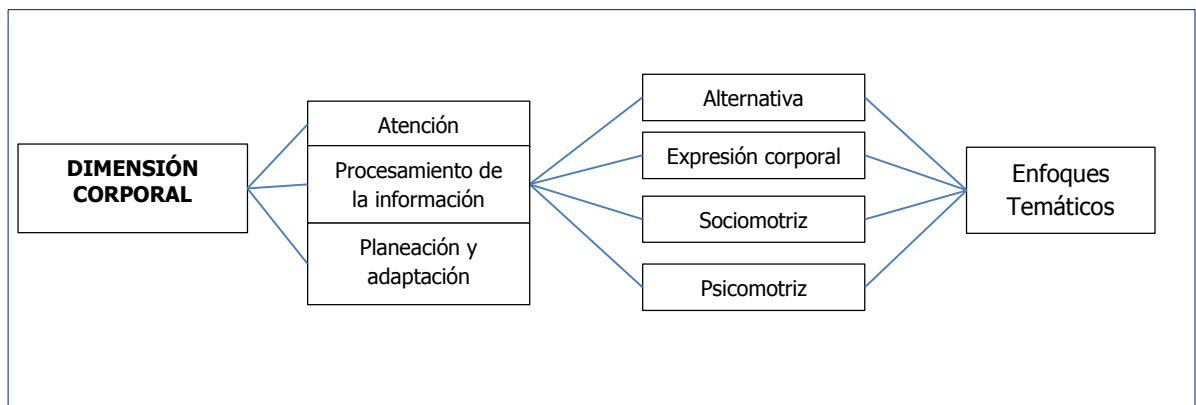 DIMENSIÓN
CORPORAL
Atención
Procesamiento de
la información
Planeación y
adaptación
Alternativa
Expresión corporal
Sociomotriz
Psicomotriz
Enfoques
Temáticos